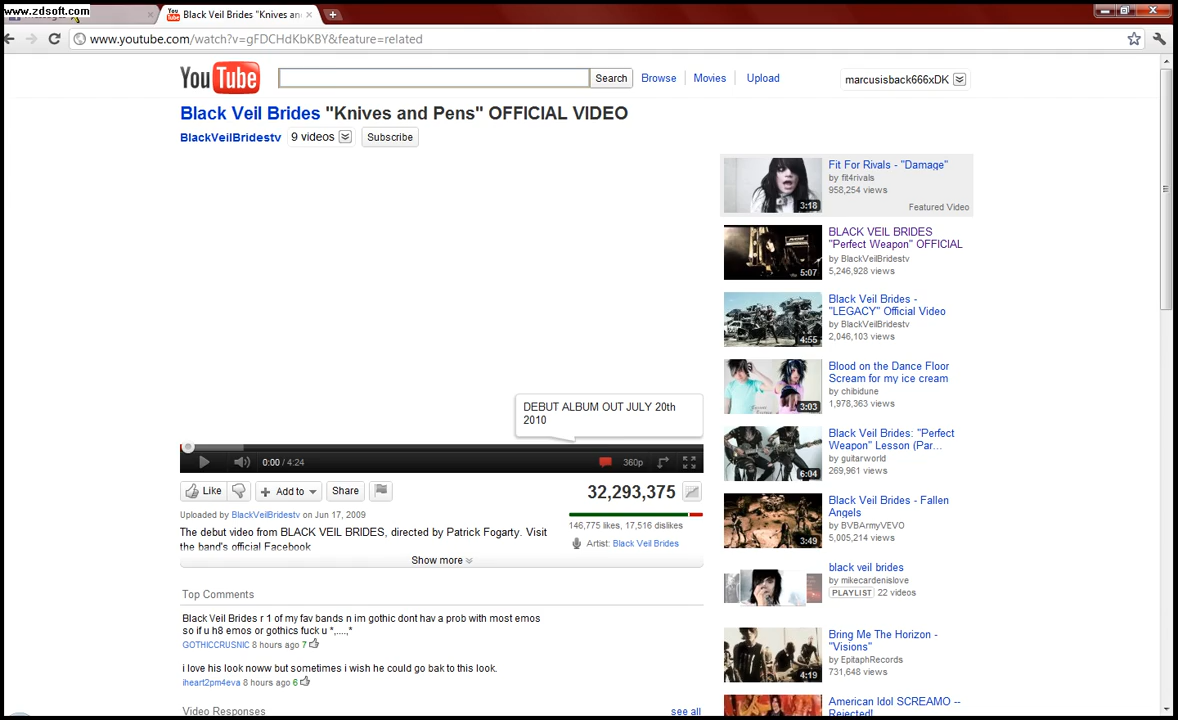 www.zdsoft.com
Black Veil Brides "Knives and
www.youtube.com/watch?v=gFDCHdKbKBY&feature=related
YouTube
Search
Browse
Movies
Upload
marcusisback666xDK
Black Veil Brides "Knives and Pens" OFFICIAL VIDEO
BlackVeilBridestv 9 videos
Subscribe
DEBUT ALBUM OUT JULY 20th
2010
0:00 / 4:24
360p
Like
Add to
Share
32,293,375
Uploaded by BlackVeilBridestv on Jun 17, 2009
146,775 likes, 17,516 dislikes
The debut video from BLACK VEIL BRIDES, directed by Patrick Fogarty. Visit
the band's official Facebook
Artist: Black Veil Brides
Show more
Top Comments
Black Veil Brides r 1 of my fav bands n im gothic dont hav a prob with most emos
so if u h8 emos or gothics fuck u *,....,*
GOTHICCRUSNIC 8 hours ago 7
i love his look noww but sometimes i wish he could go bak to this look.
iheart2pm4eva 8 hours ago 6
Video Responses
see all
Fit For Rivals - "Damage"
by fit4rivals
958,254 views
3:18
Featured Video
BLACK VEIL BRIDES
"Perfect Weapon" OFFICIAL
by BlackVeilBridestv
5,246,928 views
5:07
Black Veil Brides -
"LEGACY" Official Video
by BlackVeilBridestv
2,046,103 views
4:55
Blood on the Dance Floor
Scream for my ice cream
by chibidune
1,978,363 views
3:03
Black Veil Brides: "Perfect
Weapon" Lesson (Par...
by guitarworld
269,961 views
6:04
Black Veil Brides - Fallen
Angels
by BVBArmyVEVO
5,005,214 views
3:49
black veil brides
by mikecardenislove
PLAYLIST 22 videos
Bring Me The Horizon -
"Visions"
by EpitaphRecords
731,648 views
4:19
American Idol SCREAMO --
Rejected!